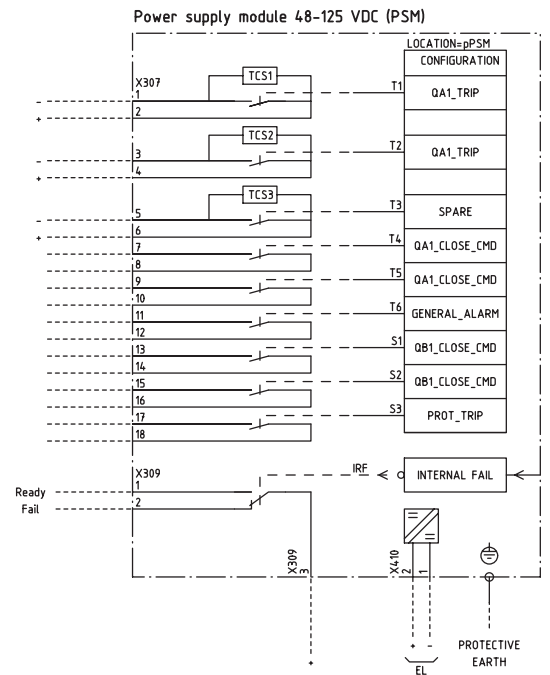 Power supply module 48-125 VDC (PSM)
LOCATION=pPSM
CONFIGURATION
X307
TCS1
1
T1
QA1_TRIP
-
2
+
TCS2
3
T2
QA1_TRIP
-
4
+
TCS3
5
T3
SPARE
-
6
+
7
T4
QA1_CLOSE_CMD
8
9
T5
QA1_CLOSE_CMD
10
11
T6
GENERAL_ALARM
12
13
S1
QB1_CLOSE_CMD
14
15
S2
QB1_CLOSE_CMD
16
17
S3
PROT_TRIP
18
X309
IRF
INTERNAL FAIL
Ready
1
Fail
2
X309
3
X410
2
1
+
+ -
EL
PROTECTIVE
EARTH